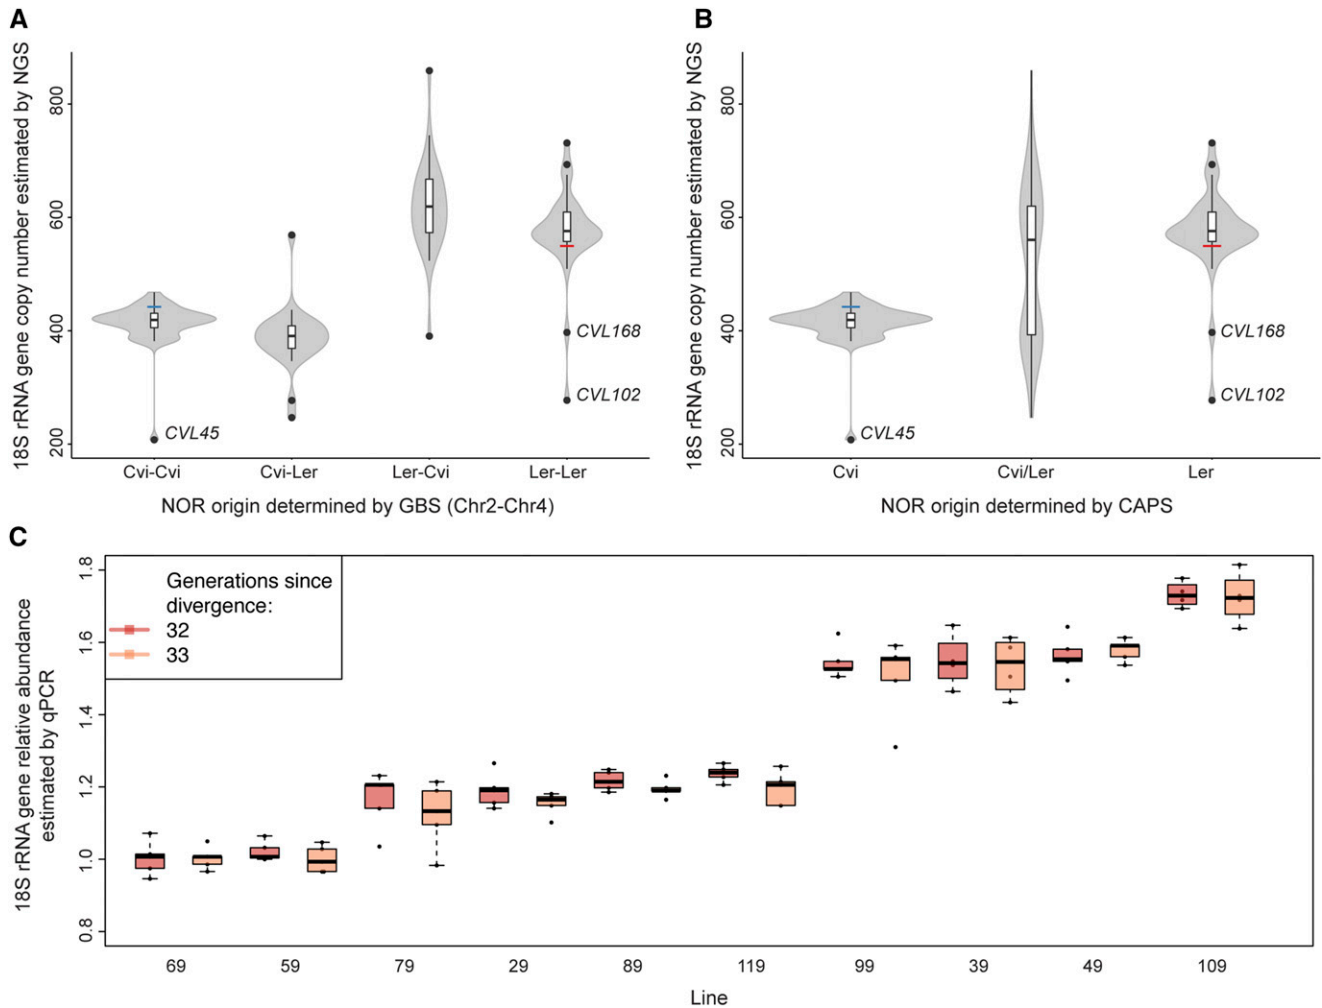 A
18S rRNA gene copy number estimated by NGS
800
600
400
200
CVL45
CVL168
CVL102
Cvi-Cvi
Cvi-Ler
Ler-Cvi
Ler-Ler
NOR origin determined by GBS (Chr2-Chr4)
B
18S rRNA gene copy number estimated by NGS
800
600
400
200
CVL45
CVL168
CVL102
Cvi
Cvi/Ler
Ler
NOR origin determined by CAPS
C
18S rRNA gene relative abundance
estimated by qPCR
1.8
1.6
1.4
1.2
1.0
0.8
Generations since
divergence:
32
33
69
59
79
29
89
119
99
39
49
109
Line